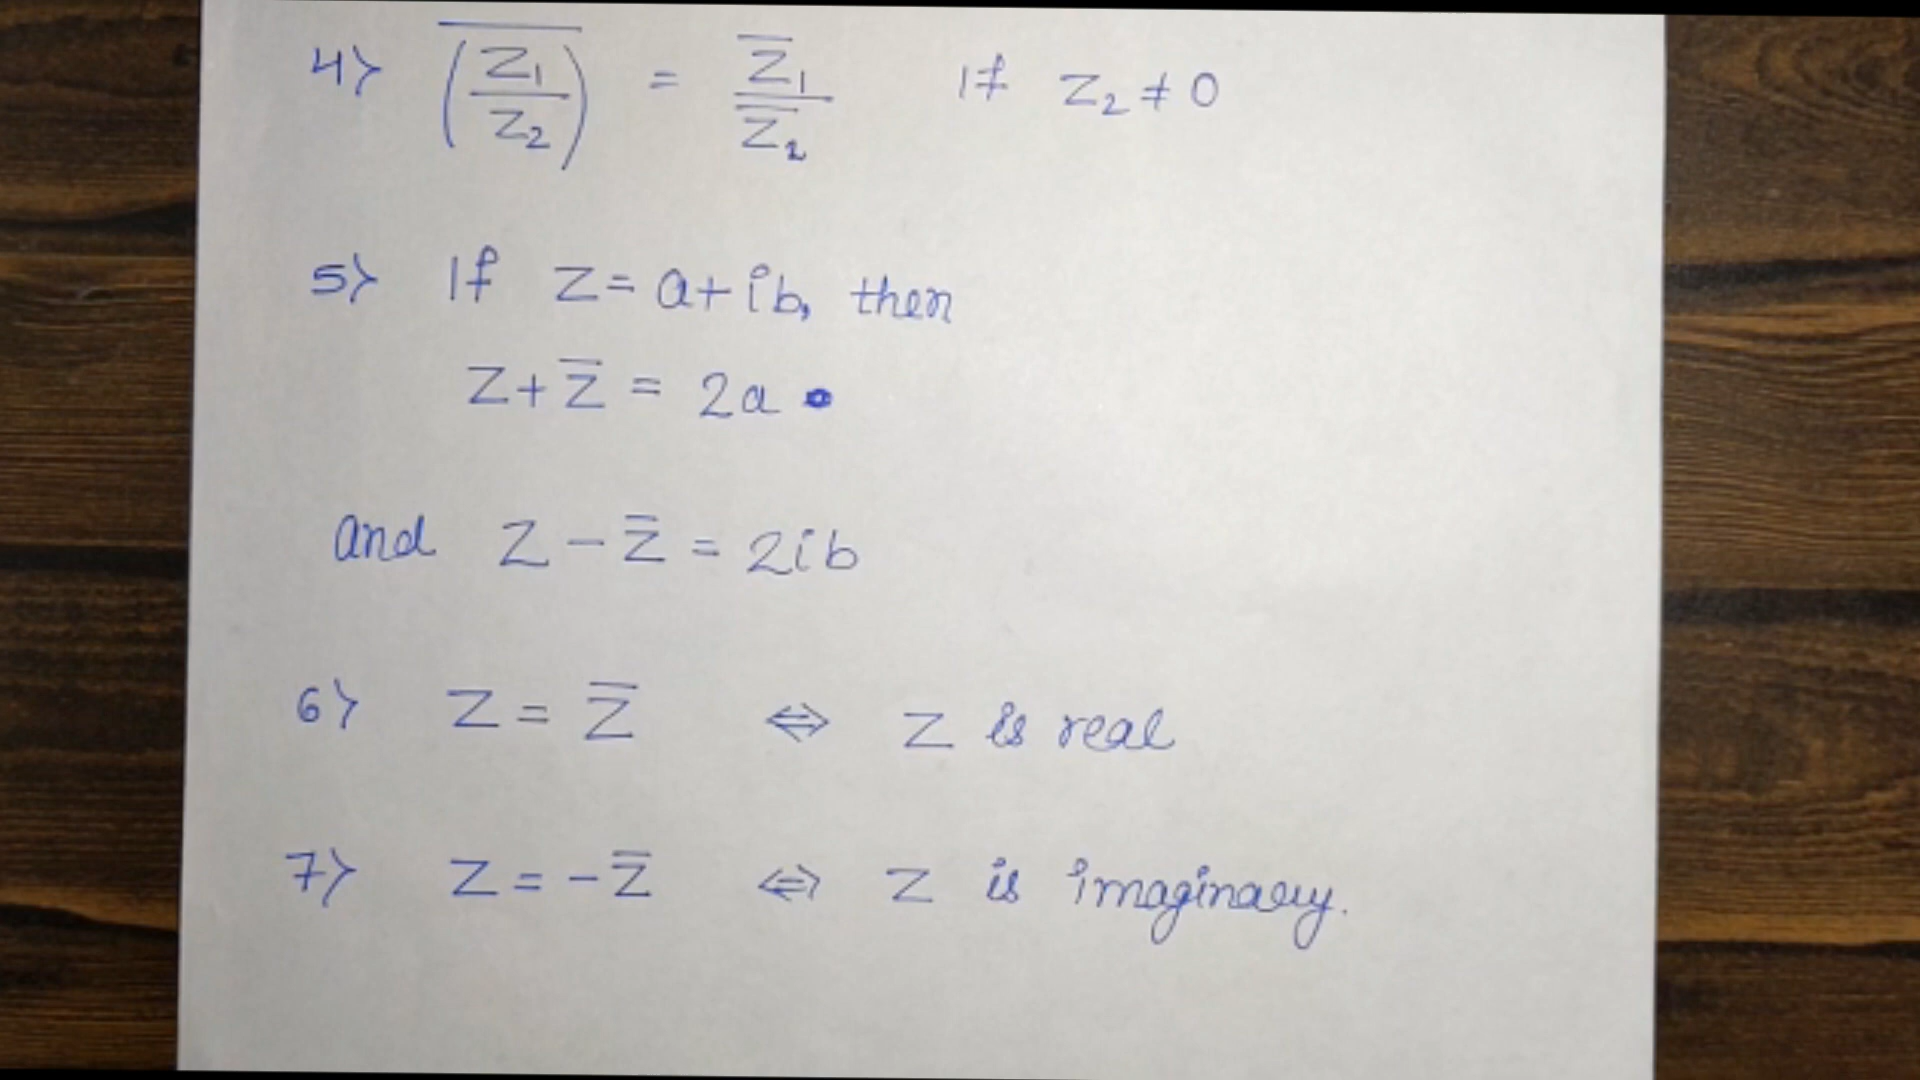 4) \overline{(z₁/z₂)} = z̄₁/z̄₂ If z₂ ≠ 0
5) If z = a+ib, then
z + z̄ = 2a
and z − z̄ = 2ib
6) z = z̄ ⇔ z is real
7) z = −z̄ ⇔ z is imaginary.